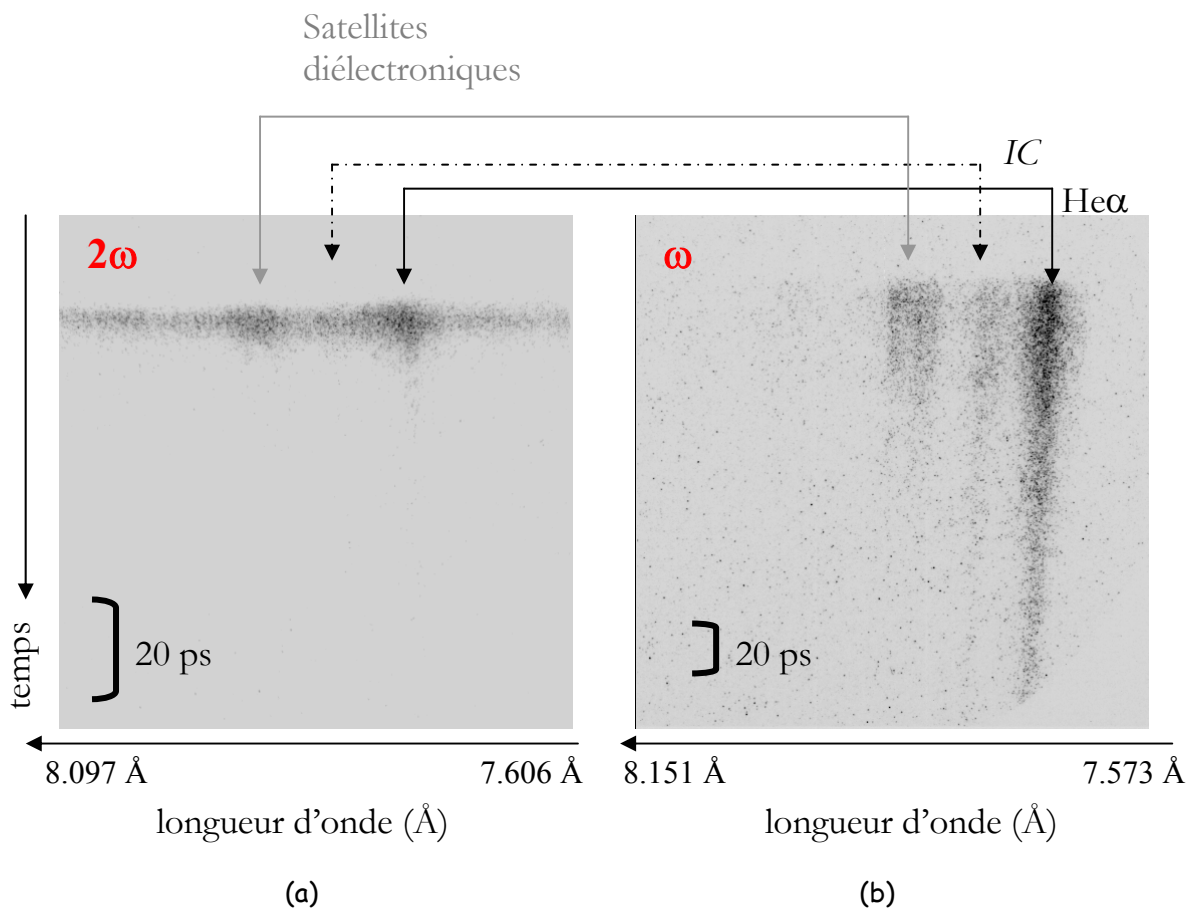 Satellites
diélectroniques
IC
Heα
2ω
ω
temps
20 ps
20 ps
8.097 Å
7.606 Å
8.151 Å
7.573 Å
longueur d’onde (Å)
longueur d’onde (Å)
(a)
(b)